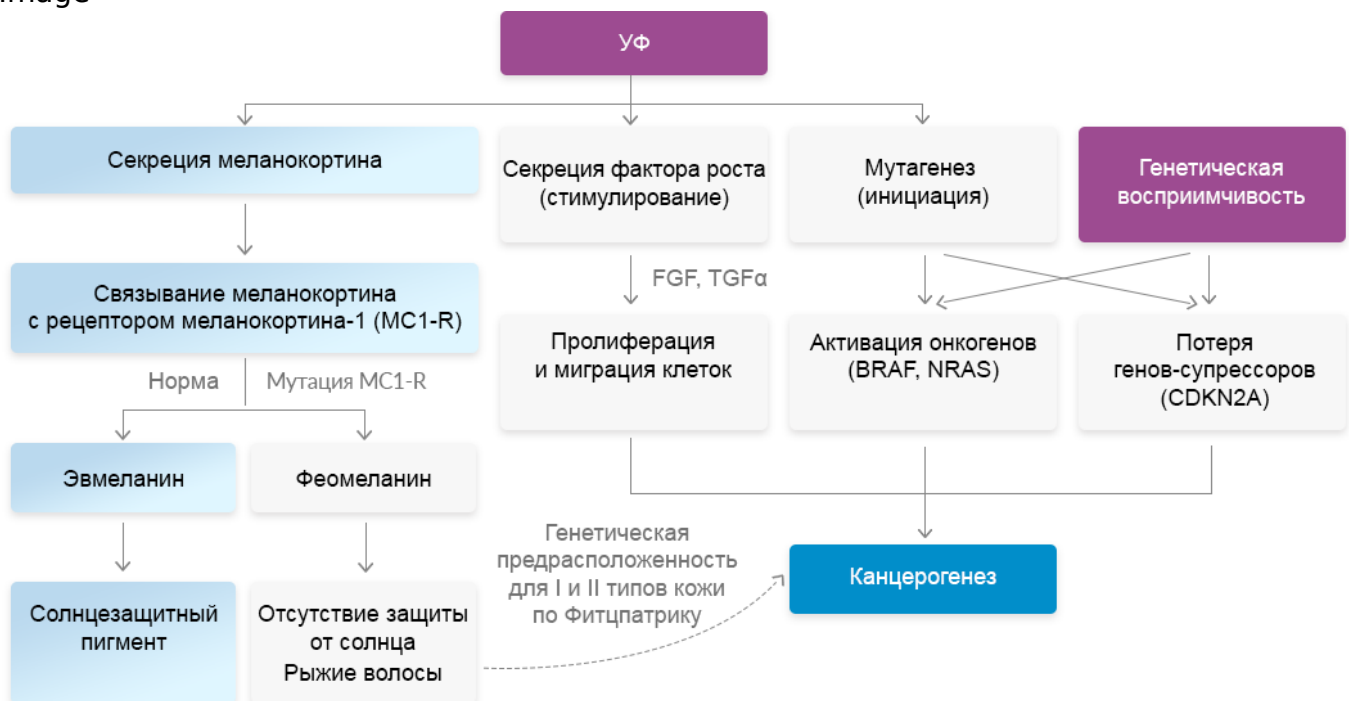 image
УФ
Секреция меланокортина
Секреция фактора роста
(стимулирование)
Мутагенез
(инициация)
Генетическая
восприимчивость
FGF, TGFα
Связывание меланокортина
с рецептором меланокортина-1 (MC1-R)
Пролиферация
и миграция клеток
Активация онкогенов
(BRAF, NRAS)
Потеря
генов-супрессоров
(CDKN2A)
Норма
Мутация MC1-R
Эвмеланин
Феомеланин
Генетическая
предрасположенность
для I и II типов кожи
по Фитцпатрику
Канцерогенез
Солнцезащитный
пигмент
Отсутствие защиты
от солнца
Рыжие волосы